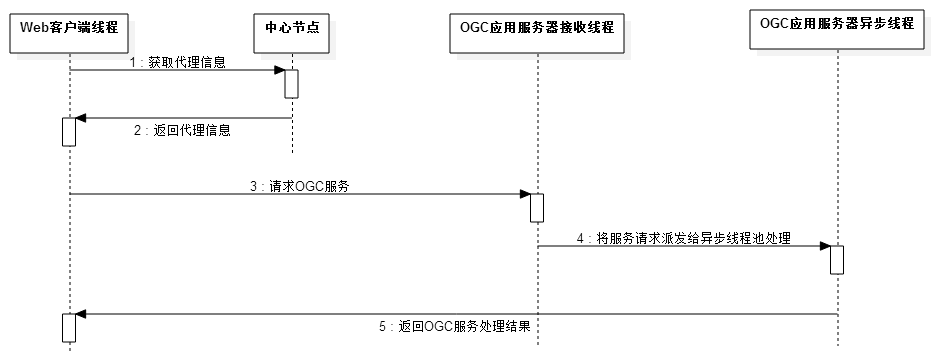 Web客户端线程
中心节点
OGC应用服务器接收线程
OGC应用服务器异步线程
1 : 获取代理信息
2 : 返回代理信息
3 : 请求OGC服务
4 : 将服务请求派发给异步线程池处理
5 : 返回OGC服务处理结果